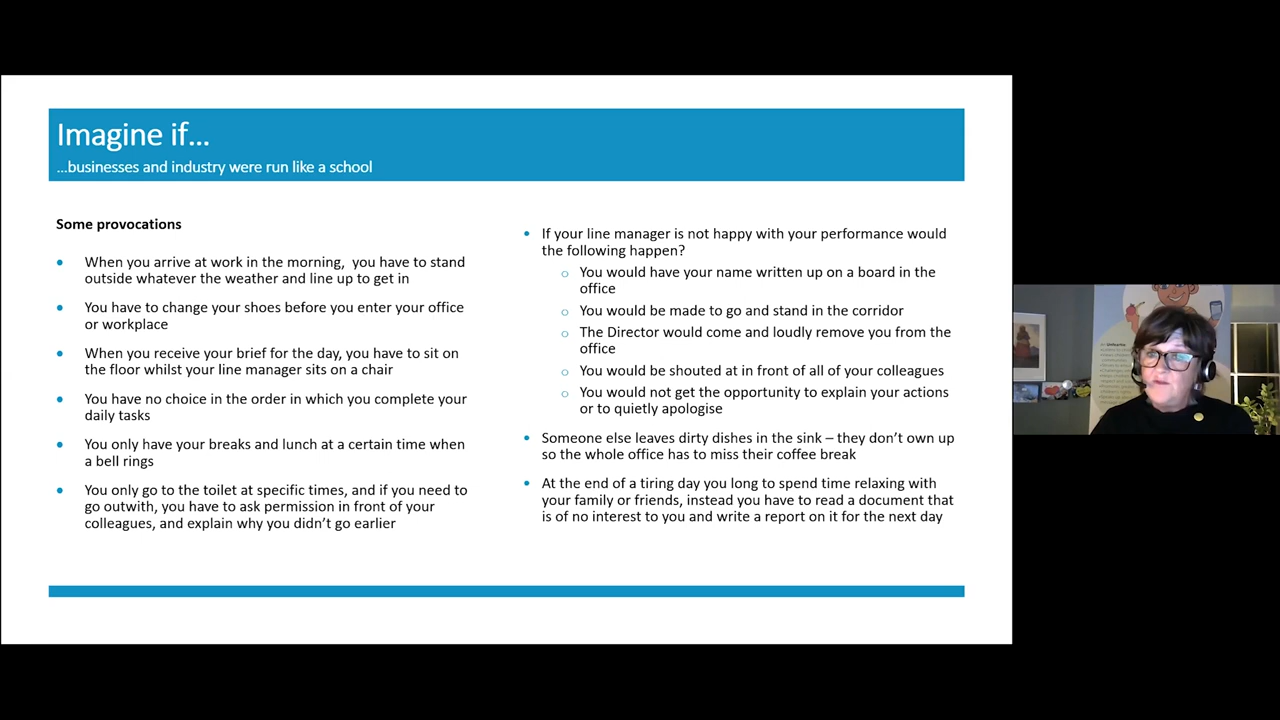 Imagine if...
...businesses and industry were run like a school
Some provocations
When you arrive at work in the morning, you have to stand
outside whatever the weather and line up to get in
You have to change your shoes before you enter your office
or workplace
When you receive your brief for the day, you have to sit on
the floor whilst your line manager sits on a chair
You have no choice in the order in which you complete your
daily tasks
You only have your breaks and lunch at a certain time when
a bell rings
You only go to the toilet at specific times, and if you need to
go outwith, you have to ask permission in front of your
colleagues, and explain why you didn't go earlier
If your line manager is not happy with your performance would
the following happen?
You would have your name written up on a board in the
office
You would be made to go and stand in the corridor
The Director would come and loudly remove you from the
office
You would be shouted at in front of all of your colleagues
You would not get the opportunity to explain your actions
or to quietly apologise
Someone else leaves dirty dishes in the sink – they don't own up
so the whole office has to miss their coffee break
At the end of a tiring day you long to spend time relaxing with
your family or friends, instead you have to read a document that
is of no interest to you and write a report on it for the next day